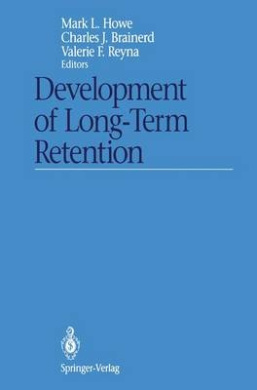 Mark L. Howe
Charles J. Brainerd
Valerie F. Reyna
Editors
Development
of Long-Term
Retention
Springer-Verlag